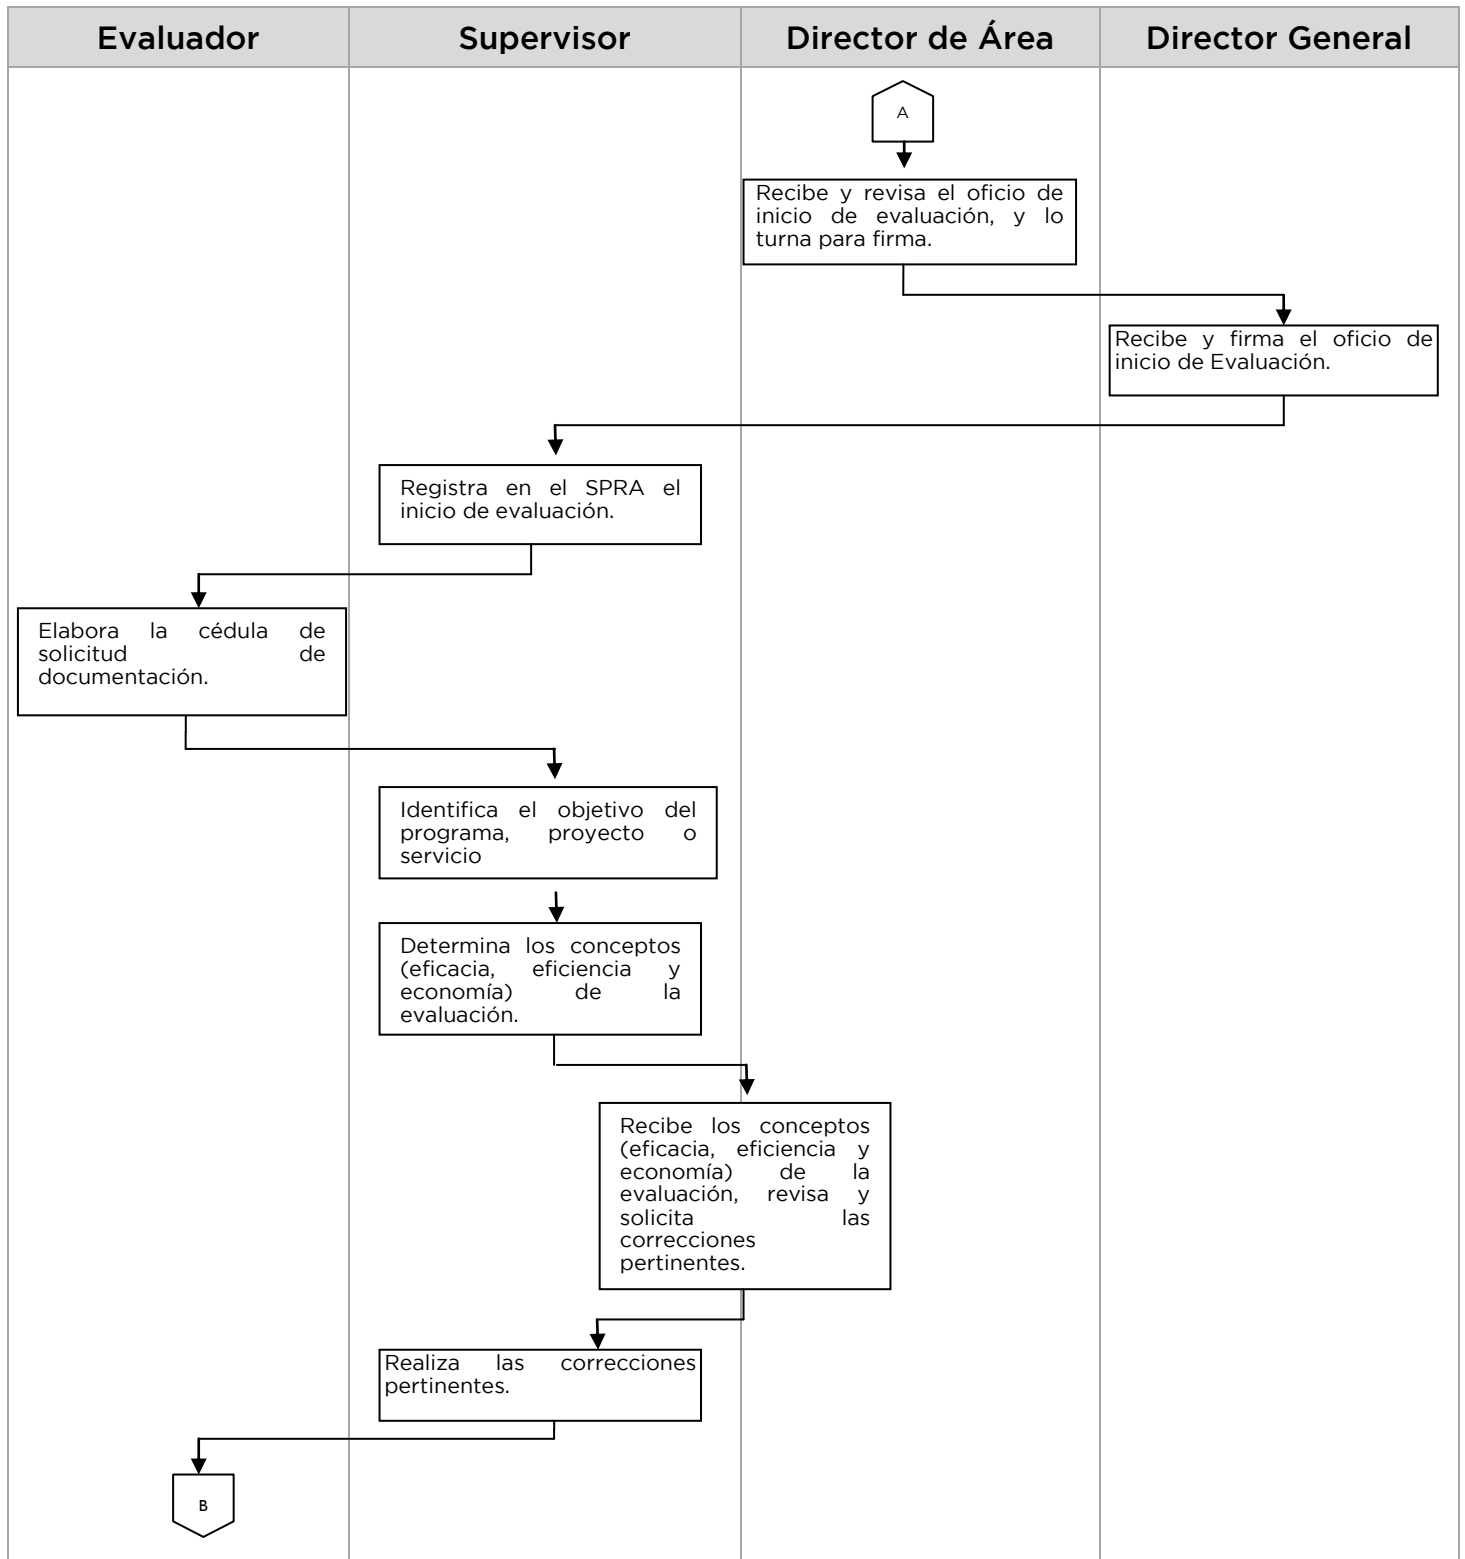 Evaluador Supervisor Director de Área Director General
A
Recibe y revisa el oficio de
inicio de evaluación, y lo
turna para firma.
Recibe y firma el oficio de
inicio de Evaluación.
Registra en el SPRA el
inicio de evaluación.
Elabora la cédula de
solicitud de
documentación.
Identifica el objetivo del
programa, proyecto o
servicio
Determina los conceptos
(eficacia, eficiencia y
economía) de la
evaluación.
Recibe los conceptos
(eficacia, eficiencia y
economía) de la
evaluación, revisa y
solicita las
correcciones
pertinentes.
Realiza las correcciones
pertinentes.
B